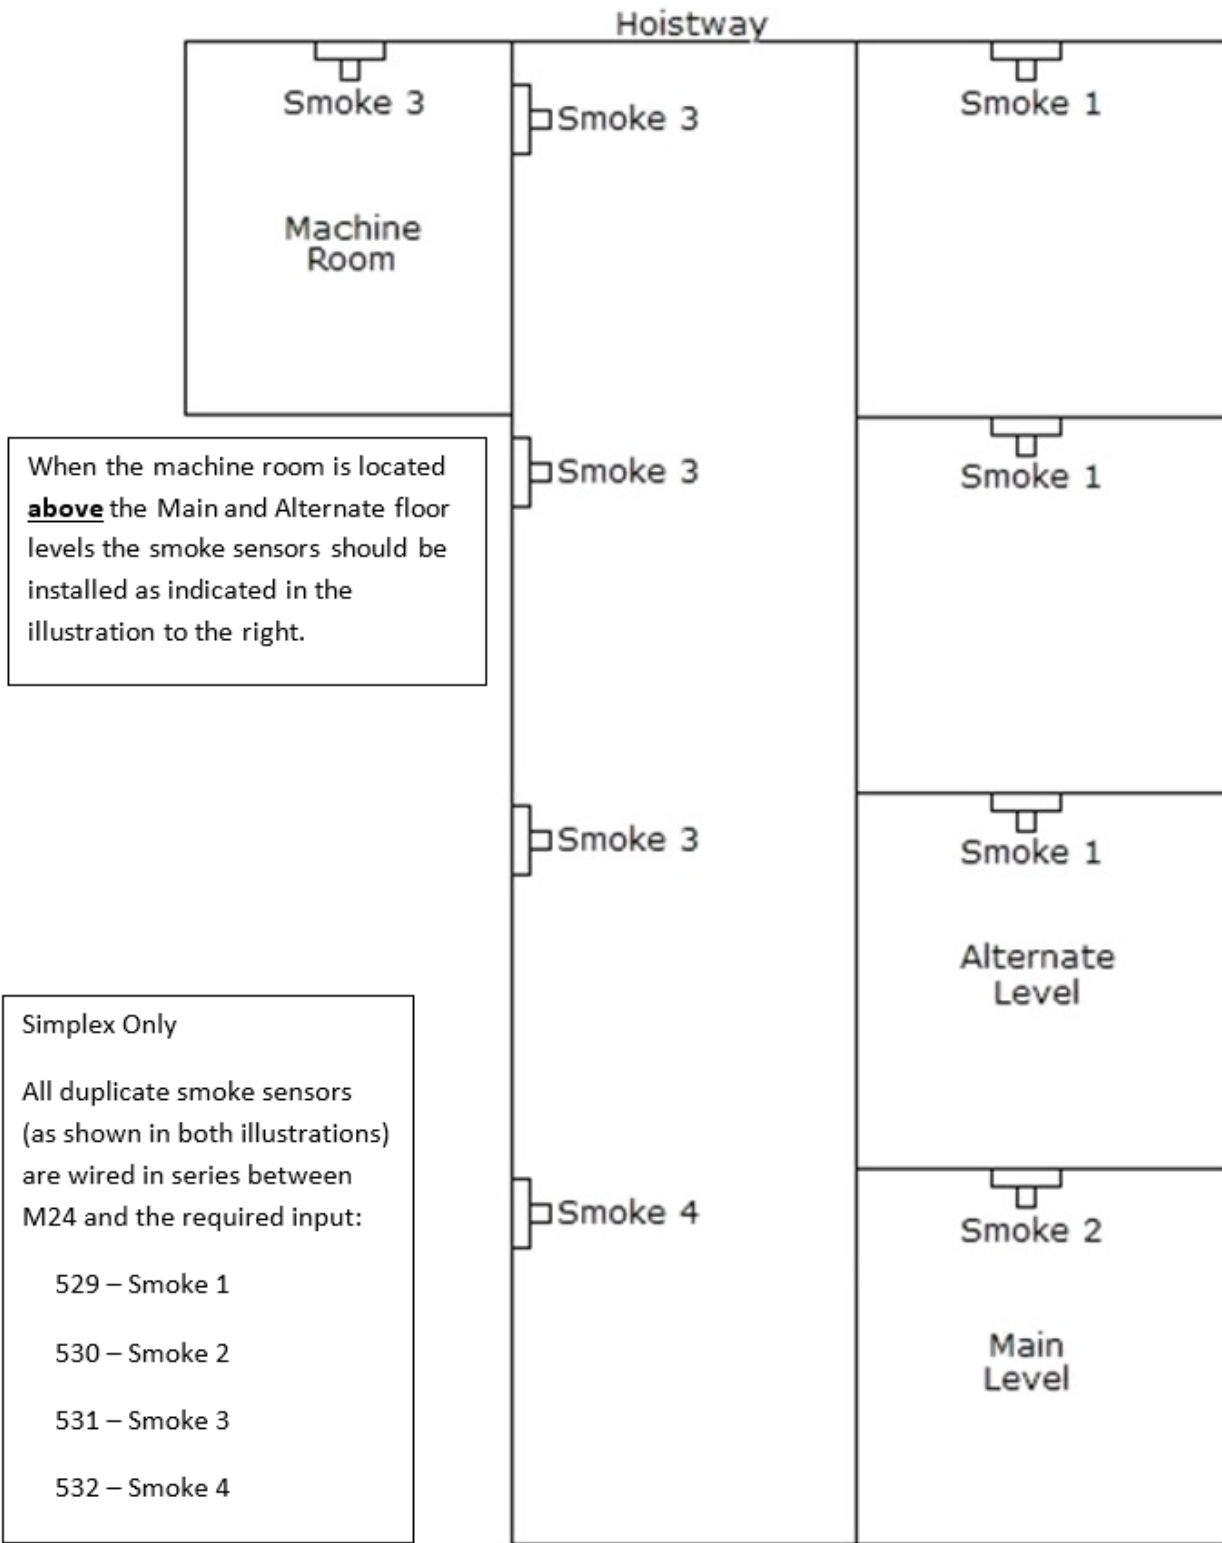 Hoistway
Smoke 3
Smoke 3
Smoke 1
Machine
Room
When the machine room is located
above the Main and Alternate floor
levels the smoke sensors should be
installed as indicated in the
illustration to the right.
Smoke 3
Smoke 1
Smoke 3
Smoke 1
Alternate
Level
Simplex Only
All duplicate smoke sensors
(as shown in both illustrations)
are wired in series between
M24 and the required input:
529 – Smoke 1
530 – Smoke 2
531 – Smoke 3
532 – Smoke 4
Smoke 4
Smoke 2
Main
Level